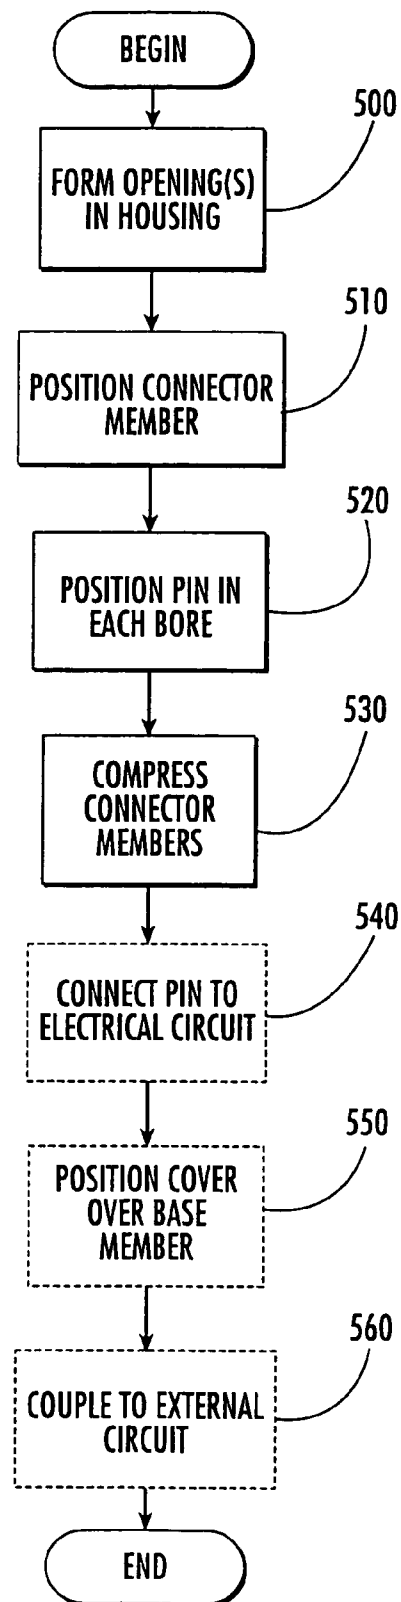 BEGIN
500
FORM OPENING(S)
IN HOUSING
510
POSITION CONNECTOR
MEMBER
520
POSITION PIN IN
EACH BORE
530
COMPRESS
CONNECTOR
MEMBERS
540
CONNECT PIN TO
ELECTRICAL CIRCUIT
550
POSITION COVER
OVER BASE
MEMBER
560
COUPLE TO EXTERNAL
CIRCUIT
END